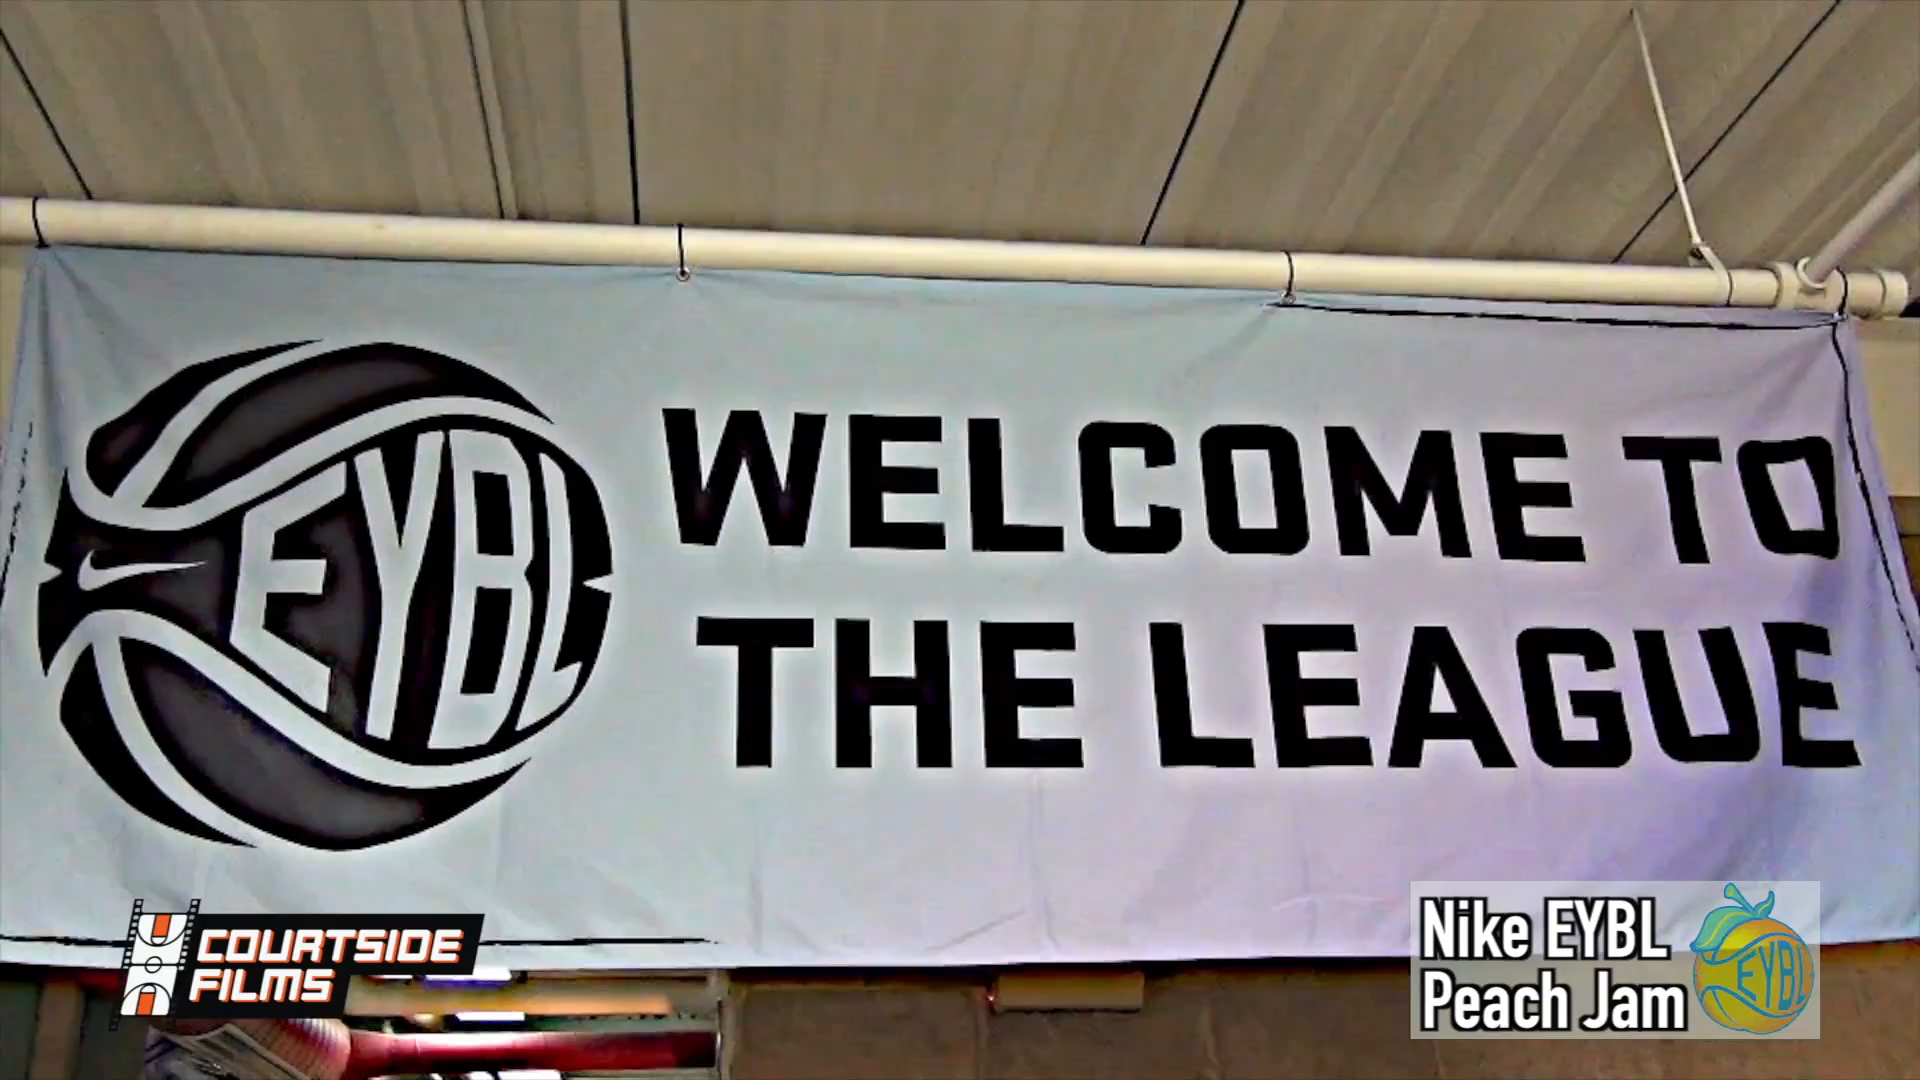 EYBL
WELCOME TO
THE LEAGUE
COURTSIDE
FILMS
Nike EYBL
Peach Jam
EYBL